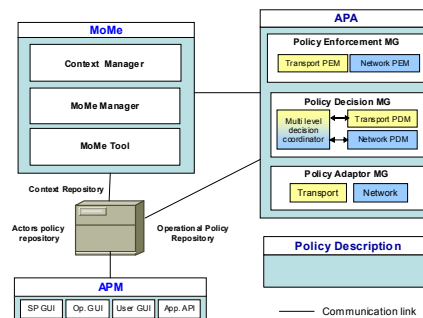 MoMe
Context Manager
MoMe Manager
MoMe Tool
Context Repository
Actors policy
repository
Operational Policy
Repository
APM
SP GUI
Op. GUI
User GUI
App. API
APA
Policy Enforcement MG
Transport PEM
Network PEM
Policy Decision MG
Multi level
decision
coordinator
Transport PDM
Network PDM
Policy Adaptor MG
Transport
Network
Policy Description
Communication link